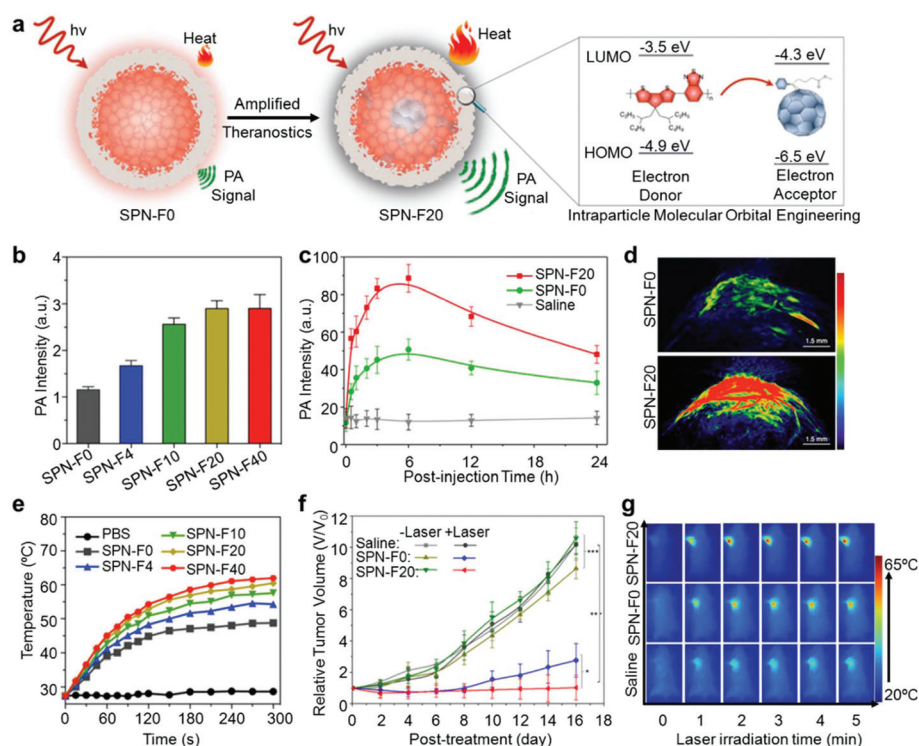 a
hν
Heat
Amplified
Theranostics
PA
Signal
SPN-F0
hν
Heat
PA
Signal
SPN-F20
LUMO
-3.5 eV
-4.3 eV
HOMO
-4.9 eV
-6.5 eV
Electron
Donor
Electron
Acceptor
Intraparticle Molecular Orbital Engineering
b
PA Intensity (a.u.)
4
3
2
1
0
SPN-F0
SPN-F4
SPN-F10
SPN-F20
SPN-F40
c
PA Intensity (a.u.)
100
80
60
40
20
0
SPN-F20
SPN-F0
Saline
0 6 12 18 24
Post-injection Time (h)
d
SPN-F0
1.5 mm
SPN-F20
1.5 mm
e
Temperature (ºC)
80
70
60
50
40
30
PBS
SPN-F0
SPN-F4
SPN-F10
SPN-F20
SPN-F40
0 60 120 180 240 300
Time (s)
f
Relative Tumor Volume (V/V0)
12
10
8
6
4
2
0
-Laser +Laser
Saline:
SPN-F0:
SPN-F20:
***
*
0 2 4 6 8 10 12 14 16 18
Post-treatment (day)
g
SPN-F20
SPN-F0
Saline
65ºC
20ºC
0 1 2 3 4 5
Laser irradiation time (min)